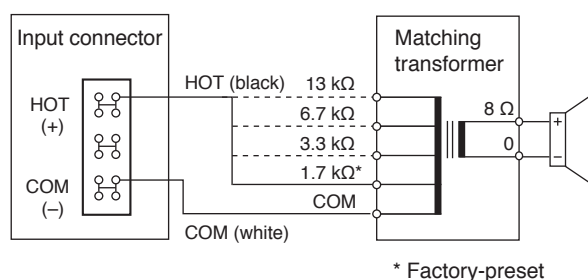 Input connector
HOT
(+)
COM
(–)
HOT (black)
COM (white)
13 kΩ
6.7 kΩ
3.3 kΩ
1.7 kΩ*
COM
Matching
transformer
8 Ω
0
+
–
* Factory-preset